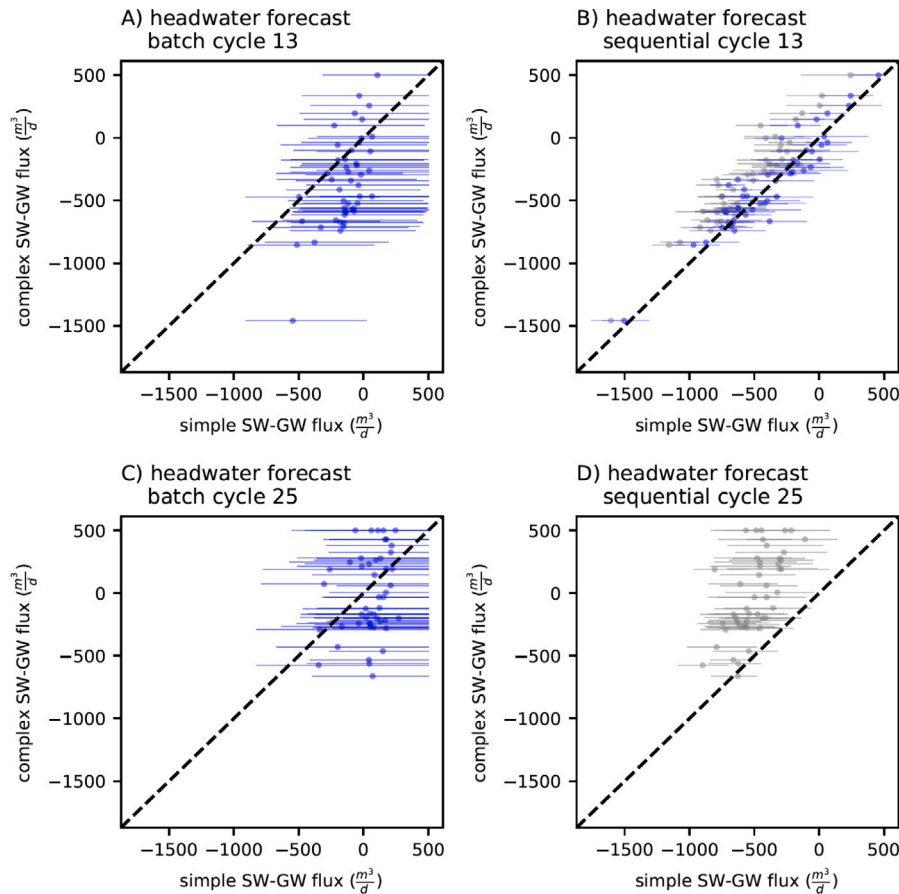 A) headwater forecast
batch cycle 13
500
0
−500
−1000
−1500
complex SW-GW flux (m³/d)
−1500 −1000 −500 0 500
simple SW-GW flux (m³/d)
B) headwater forecast
sequential cycle 13
500
0
−500
−1000
−1500
complex SW-GW flux (m³/d)
−1500 −1000 −500 0 500
simple SW-GW flux (m³/d)
C) headwater forecast
batch cycle 25
500
0
−500
−1000
−1500
complex SW-GW flux (m³/d)
−1500 −1000 −500 0 500
simple SW-GW flux (m³/d)
D) headwater forecast
sequential cycle 25
500
0
−500
−1000
−1500
complex SW-GW flux (m³/d)
−1500 −1000 −500 0 500
simple SW-GW flux (m³/d)